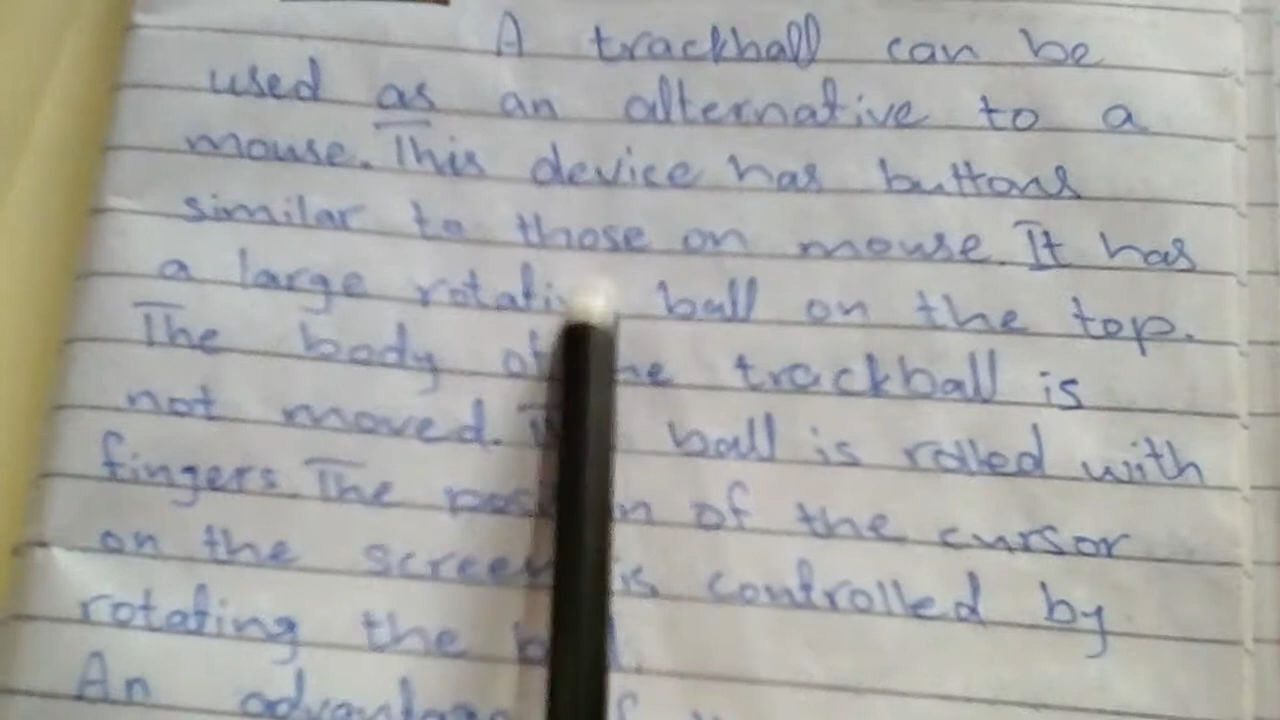 A trackball can be
used as an alternative to a
mouse. This device has buttons
similar to those on mouse. It has
a large ball on the top.
The body trackball is
not moved. ball is rolled with
fingers. The of the cursor
on the screen is controlled by
rotating the
An